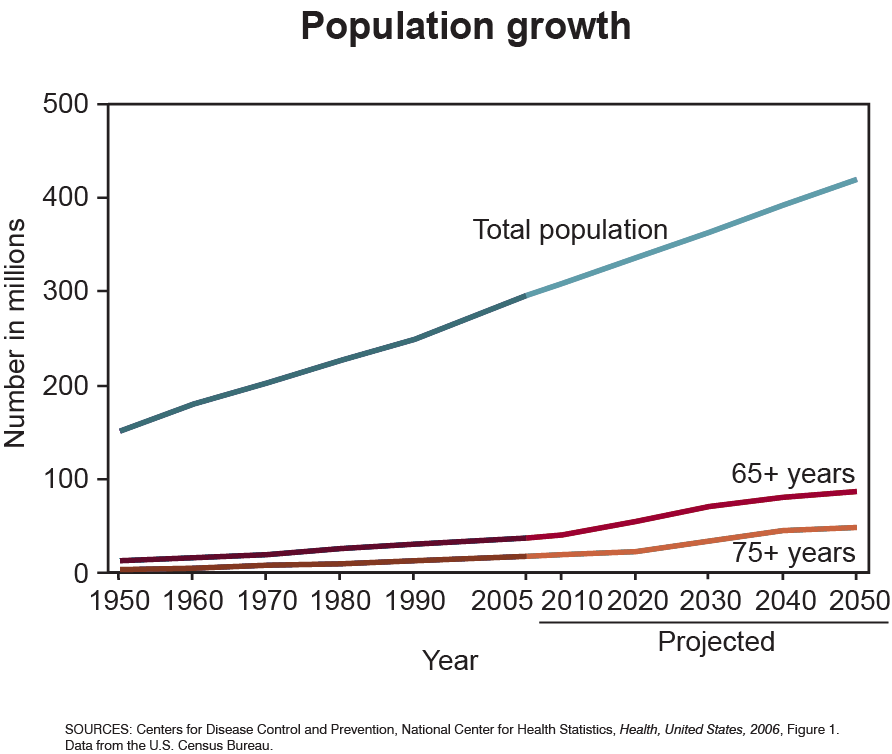 Population growth
500
400
300
200
100
0
Number in millions
Total population
65+ years
75+ years
1950 1960 1970 1980 1990 2005 2010 2020 2030 2040 2050
Projected
Year
SOURCES: Centers for Disease Control and Prevention, National Center for Health Statistics, Health, United States, 2006, Figure 1.
Data from the U.S. Census Bureau.